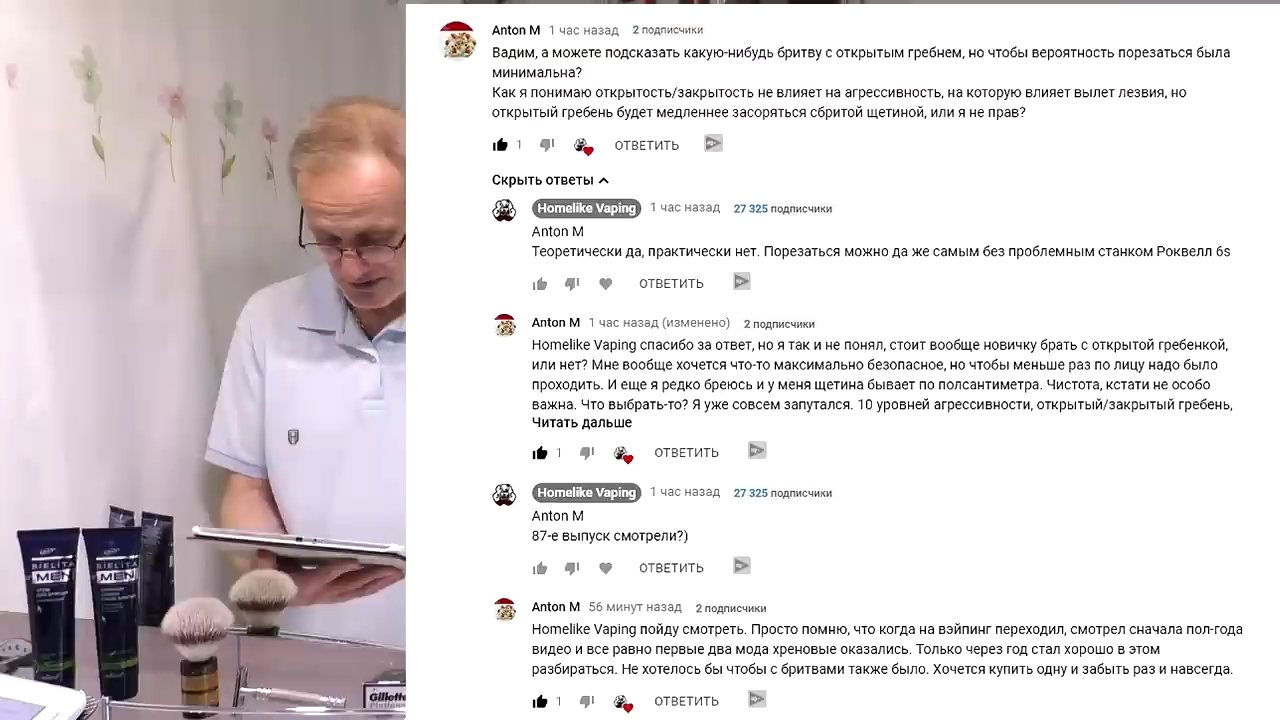 Anton M 1 час назад 2 подписчики
Вадим, а можете подсказать какую-нибудь бритву с открытым гребнем, но чтобы вероятность порезаться была
минимальна?
Как я понимаю открытость/закрытость не влияет на агрессивность, на которую влияет вылет лезвия, но
открытый гребень будет медленнее засоряться сбритой щетиной, или я не прав?
1 ОТВЕТИТЬ
Скрыть ответы
Homelike Vaping 1 час назад 27 325 подписчики
Anton M
Теоретически да, практически нет. Порезаться можно да же самым без проблемным станком Роквелл 6s
ОТВЕТИТЬ
Anton M 1 час назад (изменено) 2 подписчики
Homelike Vaping спасибо за ответ, но я так и не понял, стоит вообще новичку брать с открытой гребенкой,
или нет? Мне вообще хочется что-то максимально безопасное, но чтобы меньше раз по лицу надо было
проходить. И еще я редко бреюсь и у меня щетина бывает по полсантиметра. Чистота, кстати не особо
важна. Что выбрать-то? Я уже совсем запутался. 10 уровней агрессивности, открытый/закрытый гребень,
Читать дальше
1 ОТВЕТИТЬ
Homelike Vaping 1 час назад 27 325 подписчики
Anton M
87-е выпуск смотрели?)
ОТВЕТИТЬ
Anton M 56 минут назад 2 подписчики
Homelike Vaping пойду смотреть. Просто помню, что когда на вэйпинг переходил, смотрел сначала пол-года
видео и все равно первые два мода хреновые оказались. Только через год стал хорошо в этом
разбираться. Не хотелось бы чтобы с бритвами также было. Хочется купить одну и забыть раз и навсегда.
1 ОТВЕТИТЬ
BIELITA
MEN
BIELITA
MEN
Gillette
Platinum